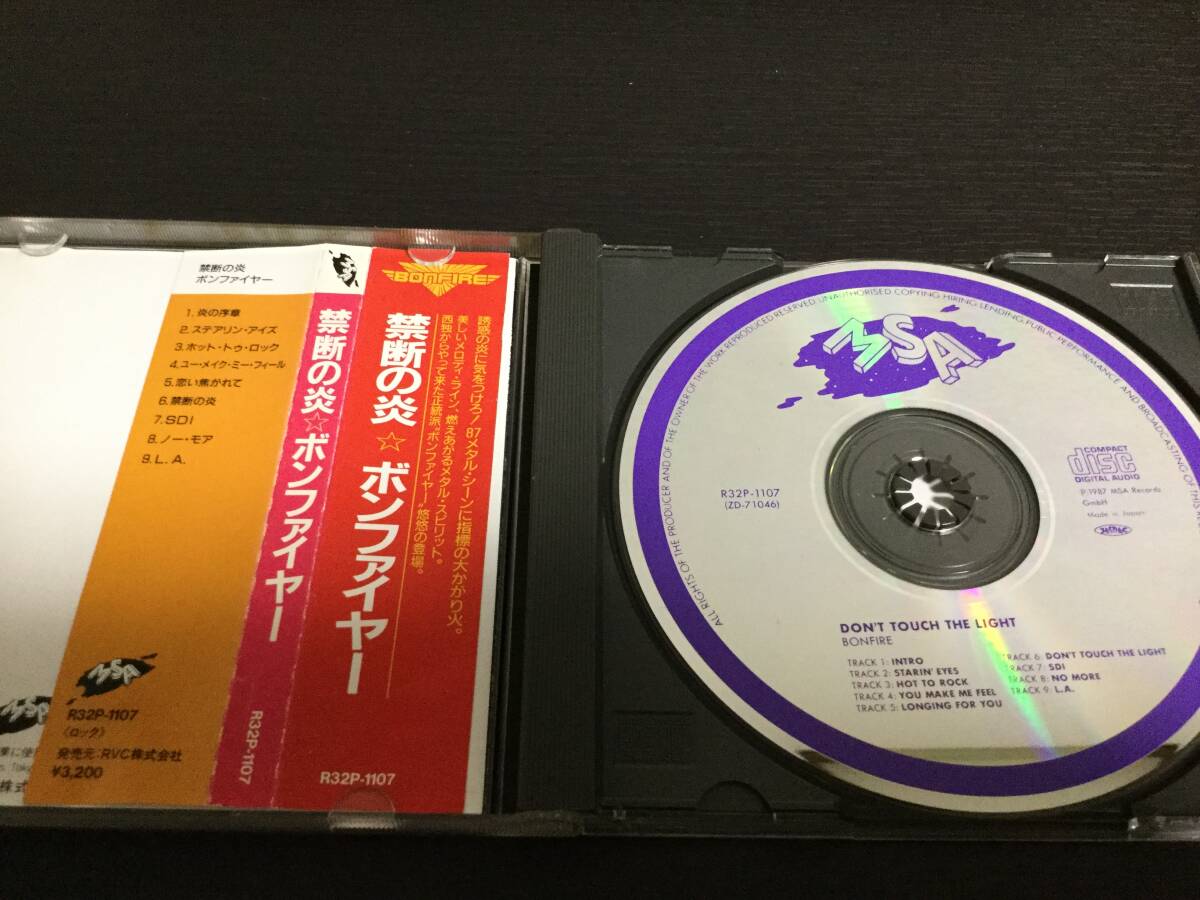 禁断の炎
ボンファイヤー
1. 炎の序章
2. ステアリン・アイズ
3. ホット・トゥ・ロック
4. ユー・メイク・ミー・フィール
5. 恋い焦がれて
6. 禁断の炎
7. SDI
8. ノー・モア
9. L.A.
MSA
R32P-1107
〈ロック〉
発売元:RVC株式会社
¥3,200
禁断の炎☆ボンファイヤー
R32P-1107
BONFIRE
誘惑の炎に気をつけろ!'87メタル・シーンに指標の大かがり火。
美しいメロディ・ライン、燃えあがるメタル・スピリット。
西独からやって来た正統派“ボンファイヤー”悠悠の登場。
禁断の炎☆ボンファイヤー
R32P-1107
MSA
株式
ALL RIGHTS OF THE PRODUCER AND OF THE OWNER OF THE WORK REPRODUCED RESERVED UNAUTHORISED COPYING HIRING LENDING, PUBLIC PERFORMANCE AND BROADCASTING OF THIS
MSA
R32P-1107
(ZD-71046)
COMPACT
disc
DIGITAL AUDIO
℗1987 MSA Records
GmbH
Made in Japan
DON'T TOUCH THE LIGHT
BONFIRE
TRACK 1: INTRO
TRACK 2: STARIN' EYES
TRACK 3: HOT TO ROCK
TRACK 4: YOU MAKE ME FEEL
TRACK 5: LONGING FOR YOU
TRACK 6: DON'T TOUCH THE LIGHT
TRACK 7: SDI
TRACK 8: NO MORE
TRACK 9: L.A.